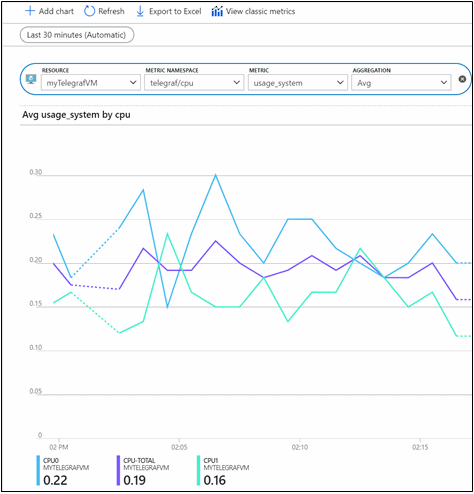 Add chart Refresh Export to Excel View classic metrics
Last 30 minutes (Automatic)
RESOURCE METRIC NAMESPACE METRIC AGGREGATION
myTelegrafVM telegraf/cpu usage_system Avg
Avg usage_system by cpu
0.30
0.25
0.20
0.15
0.10
0.05
0
02 PM 02:05 02:10 02:15
CPU0 CPU-TOTAL CPU1
MYTELEGRAFVM MYTELEGRAFVM MYTELEGRAFVM
0.22 0.19 0.16